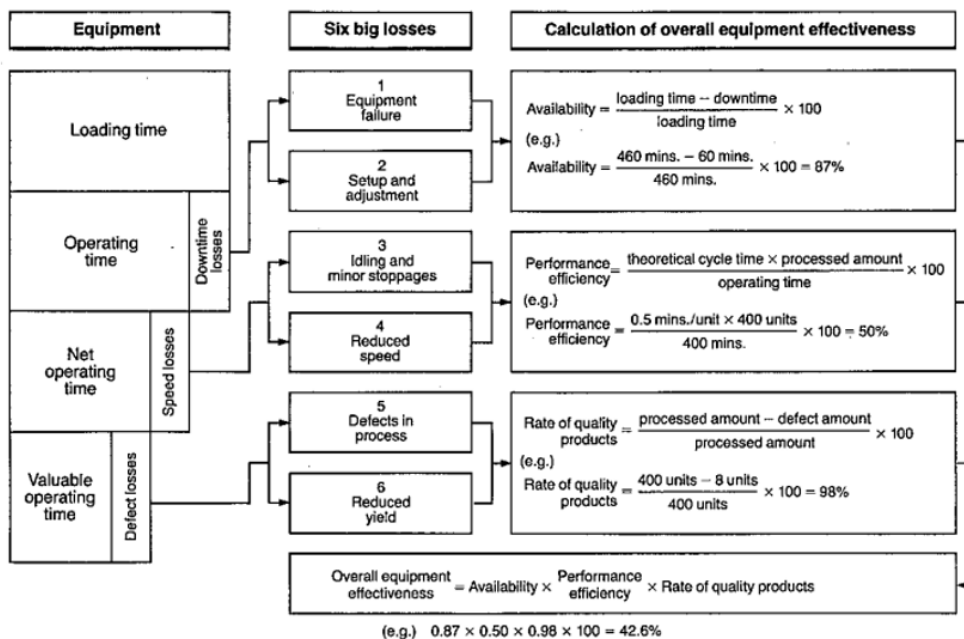 Equipment
Six big losses
Calculation of overall equipment effectiveness
Loading time
Operating
time
Downtime
losses
Net
operating
time
Speed losses
Valuable
operating
time
Defect losses
1
Equipment
failure
2
Setup and
adjustment
3
Idling and
minor stoppages
4
Reduced
speed
5
Defects in
process
6
Reduced
yield
Availability = loading time – downtime / loading time × 100
(e.g.)
Availability = 460 mins. – 60 mins. / 460 mins. × 100 = 87%
Performance efficiency = theoretical cycle time × processed amount / operating time × 100
(e.g.)
Performance efficiency = 0.5 mins./unit × 400 units / 400 mins. × 100 = 50%
Rate of quality products = processed amount – defect amount / processed amount × 100
(e.g.)
Rate of quality products = 400 units – 8 units / 400 units × 100 = 98%
Overall equipment effectiveness = Availability × Performance efficiency × Rate of quality products
(e.g.) 0.87 × 0.50 × 0.98 × 100 = 42.6%